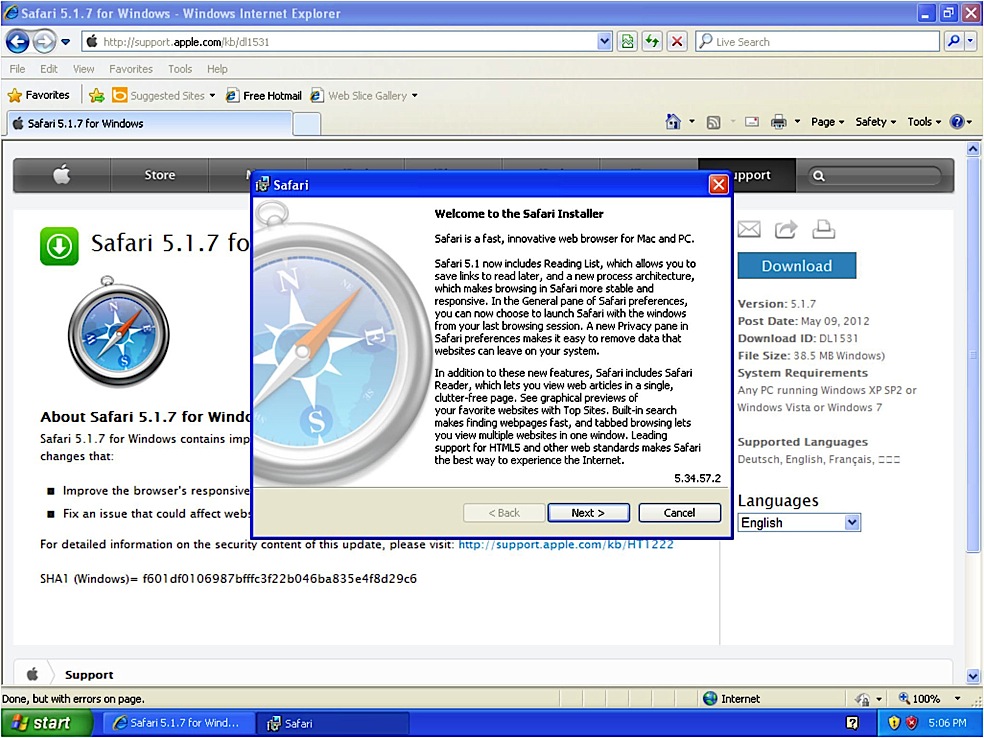 Safari 5.1.7 for Windows - Windows Internet Explorer
http://support.apple.com/kb/dl1531
Live Search
File Edit View Favorites Tools Help
Favorites Suggested Sites Free Hotmail Web Slice Gallery
Safari 5.1.7 for Windows
Page Safety Tools
Store
upport
Safari
Welcome to the Safari Installer
Safari is a fast, innovative web browser for Mac and PC.
Safari 5.1 now includes Reading List, which allows you to
save links to read later, and a new process architecture,
which makes browsing in Safari more stable and
responsive. In the General pane of Safari preferences,
you can now choose to launch Safari with the windows
from your last browsing session. A new Privacy pane in
Safari preferences makes it easy to remove data that
websites can leave on your system.
In addition to these new features, Safari includes Safari
Reader, which lets you view web articles in a single,
clutter-free page. See graphical previews of
your favorite websites with Top Sites. Built-in search
makes finding webpages fast, and tabbed browsing lets
you view multiple websites in one window. Leading
support for HTML5 and other web standards makes Safari
the best way to experience the Internet.
5.34.57.2
< Back Next > Cancel
N
E
S
Safari 5.1.7 fo
About Safari 5.1.7 for Windo
Safari 5.1.7 for Windows contains imp
changes that:
Improve the browser's responsive
Fix an issue that could affect webs
For detailed information on the security content of this update, please visit: http://support.apple.com/kb/HT1222
SHA1 (Windows)= f601df0106987bfffc3f22b046ba835e4f8d29c6
Download
Version: 5.1.7
Post Date: May 09, 2012
Download ID: DL1531
File Size: 38.5 MB Windows)
System Requirements
Any PC running Windows XP SP2 or
Windows Vista or Windows 7
Supported Languages
Deutsch, English, Français, □□□
Languages
English
Support
Done, but with errors on page.
Internet
100%
start
Safari 5.1.7 for Wind...
Safari
5:06 PM